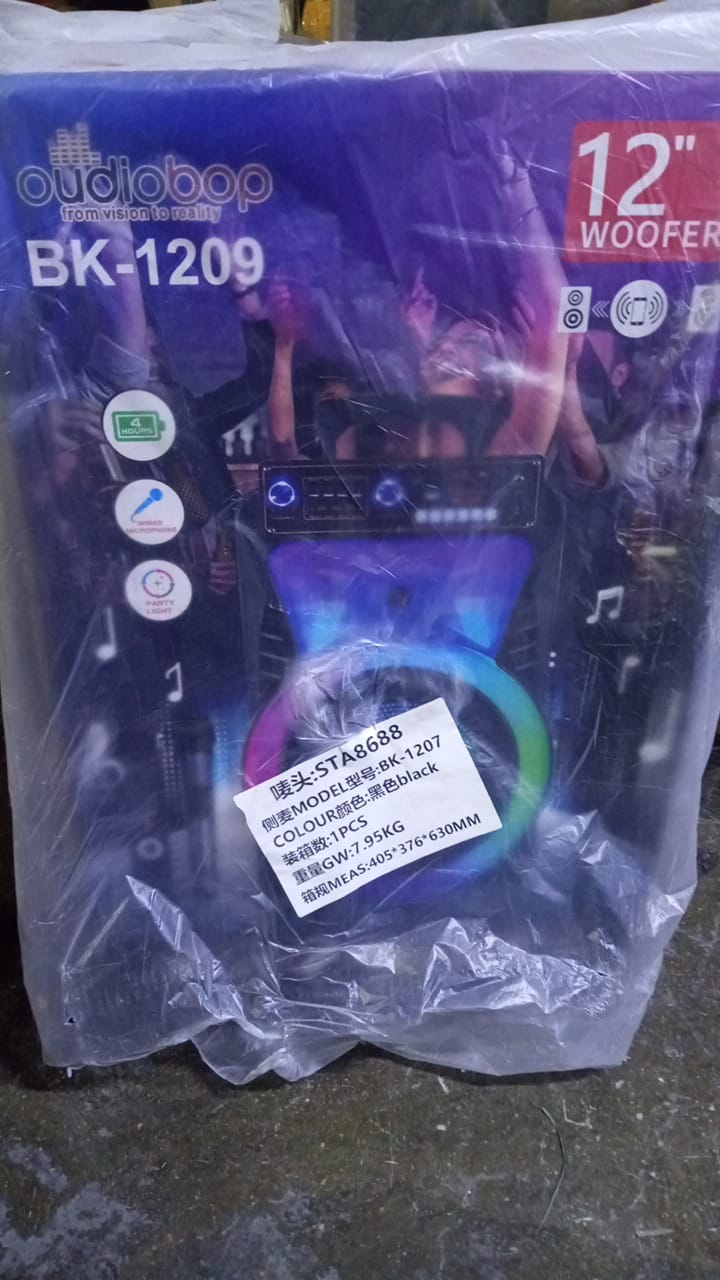 oudiobop
from vision to reality
BK-1209
12"
WOOFER
4
HOURS
WIRED
MICROPHONE
PARTY
LIGHT
唛头:STA8688
侧麦MODEL型号:BK-1207
COLOUR颜色:黑色black
装箱数:1PCS
重量GW:7.95KG
箱规MEAS:405*376*630MM